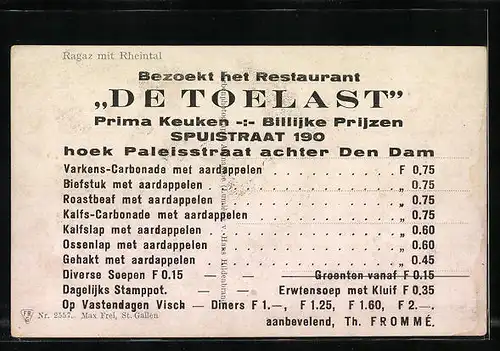 Ragaz mit Rheintal
Bezoekt het Restaurant
„DE TOELAST”
Prima Keuken -:- Billijke Prijzen
SPUISTRAAT 190
hoek Paleisstraat achter Den Dam
Varkens-Carbonade met aardappelen . . . . . . . . F 0,75
Biefstuk met aardappelen . . . . . . . . . . . „ 0.75
Roastbeaf met aardappelen . . . . . . . . . . „ 0.75
Kalfs-Carbonade met aardappelen . . . . . . . . „ 0.75
Kalfslap met aardappelen . . . . . . . . . . . „ 0.60
Ossenlap met aardappelen . . . . . . . . . . . „ 0.60
Gehakt met aardappelen . . . . . . . . . . . „ 0.45
Diverse Soepen F 0.15 — — Groenten vanaf F 0.15
Dagelijks Stamppot. — — Erwtensoep met Kluif F 0,35
Op Vastendagen Visch — Diners F 1.—, F 1.25, F 1.60, F 2.—.
aanbevelend, Th. FROMMÉ.
Nr. 2557. Max Frei, St. Gallen